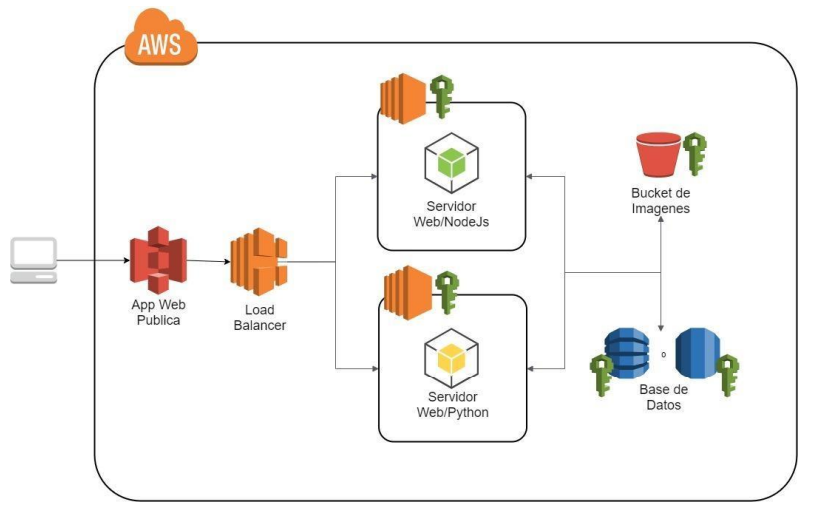 AWS
Servidor
Web/NodeJs
Bucket de
Imagenes
App Web
Publica
Load
Balancer
Servidor
Web/Python
o
Base de
Datos